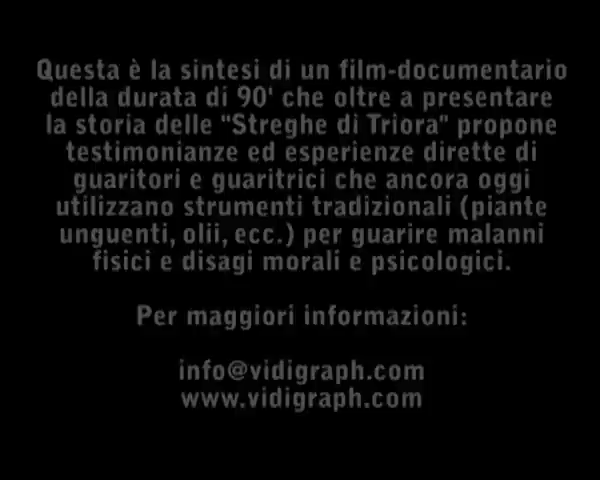 Questa è la sintesi di un film-documentario
della durata di 90' che oltre a presentare
la storia delle "Streghe di Triora" propone
testimonianze ed esperienze dirette di
guaritori e guaritrici che ancora oggi
utilizzano strumenti tradizionali (piante
unguenti, olii, ecc.) per guarire malanni
fisici e disagi morali e psicologici.
Per maggiori informazioni:
info@vidigraph.com
www.vidigraph.com